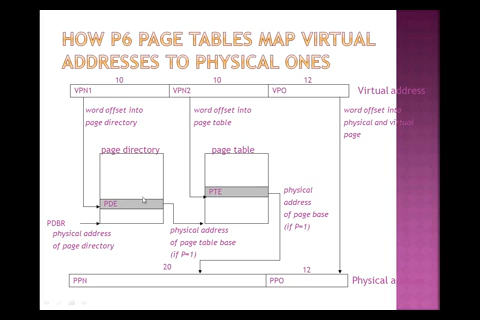 HOW P6 PAGE TABLES MAP VIRTUAL
ADDRESSES TO PHYSICAL ONES
10
10
12
VPN1
VPN2
VPO
Virtual address
word offset into
page directory
word offset into
page table
word offset into
physical and virtual
page
page directory
page table
PDE
PTE
physical
address
of page base
(if P=1)
PDBR
physical address
of page directory
physical address
of page table base
(if P=1)
20
12
PPN
PPO
Physical address